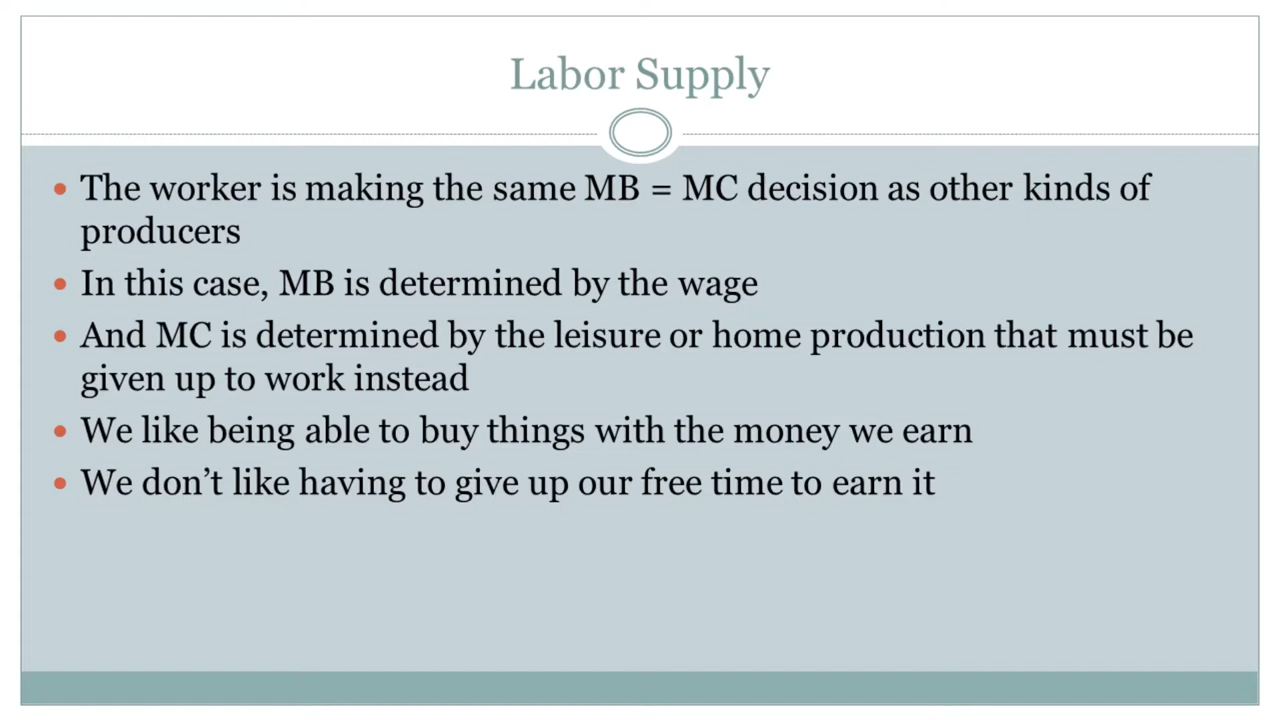 Labor Supply
The worker is making the same MB = MC decision as other kinds of
producers
In this case, MB is determined by the wage
And MC is determined by the leisure or home production that must be
given up to work instead
We like being able to buy things with the money we earn
We don’t like having to give up our free time to earn it